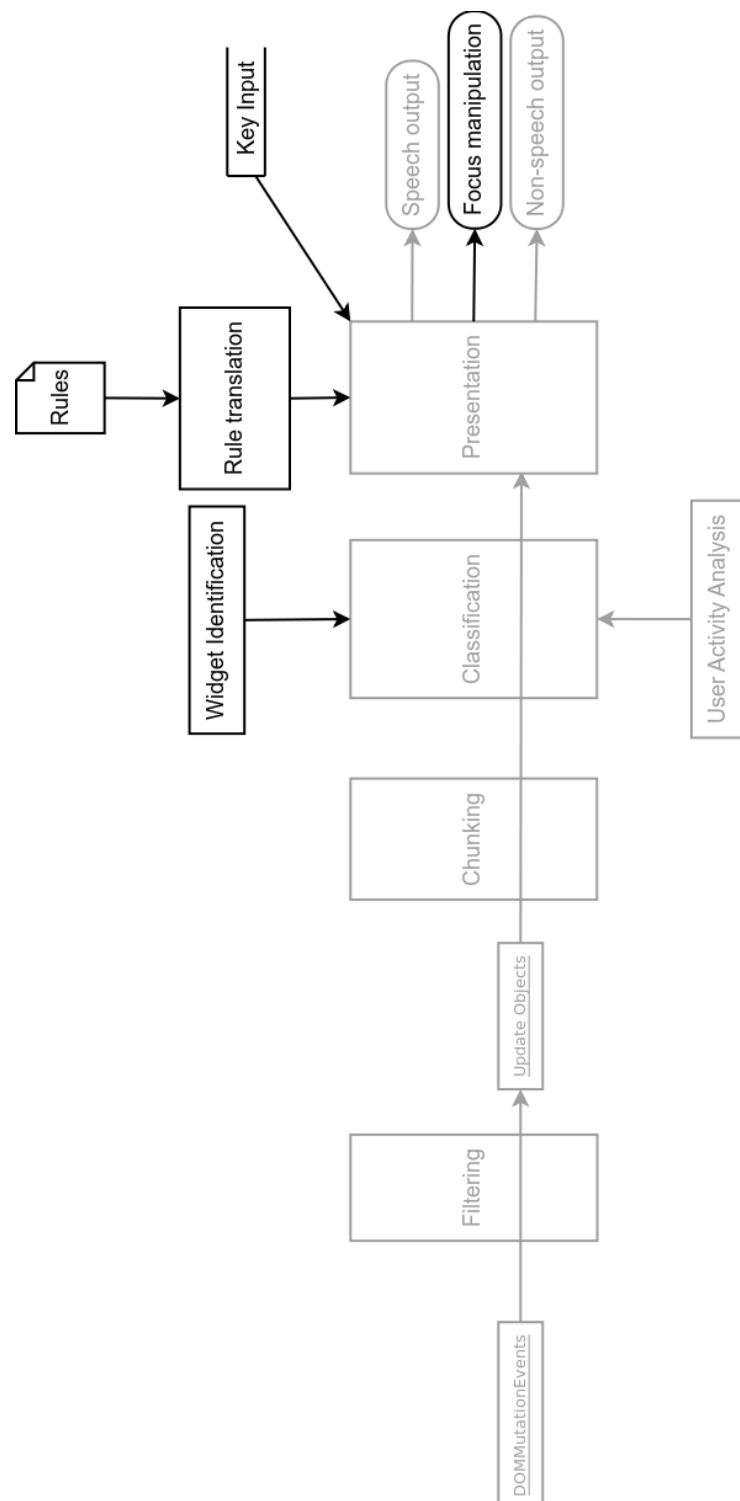 Rules
Key Input
Rule translation
Widget Identification
Speech output
Focus manipulation
Non-speech output
DOMMutationEvents
Filtering
Update Objects
Chunking
Classification
Presentation
User Activity Analysis